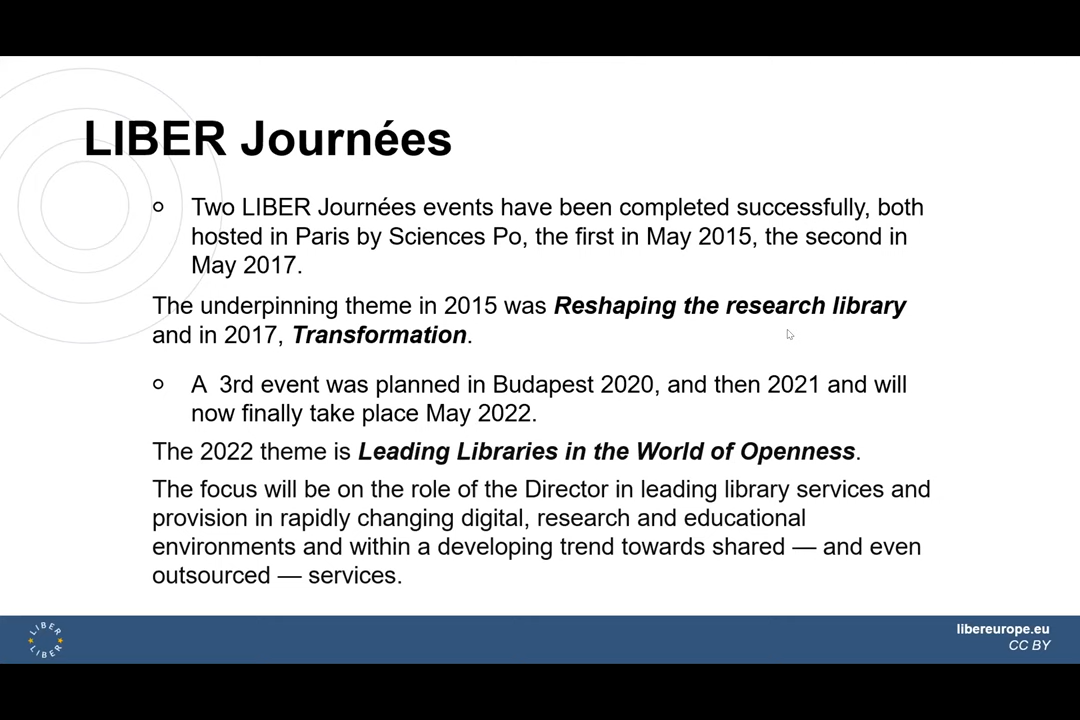 LIBER Journées
Two LIBER Journées events have been completed successfully, both
hosted in Paris by Sciences Po, the first in May 2015, the second in
May 2017.
The underpinning theme in 2015 was Reshaping the research library
and in 2017, Transformation.
A 3rd event was planned in Budapest 2020, and then 2021 and will
now finally take place May 2022.
The 2022 theme is Leading Libraries in the World of Openness.
The focus will be on the role of the Director in leading library services and
provision in rapidly changing digital, research and educational
environments and within a developing trend towards shared — and even
outsourced — services.
LIBER
LIBER
libereurope.eu
CC BY